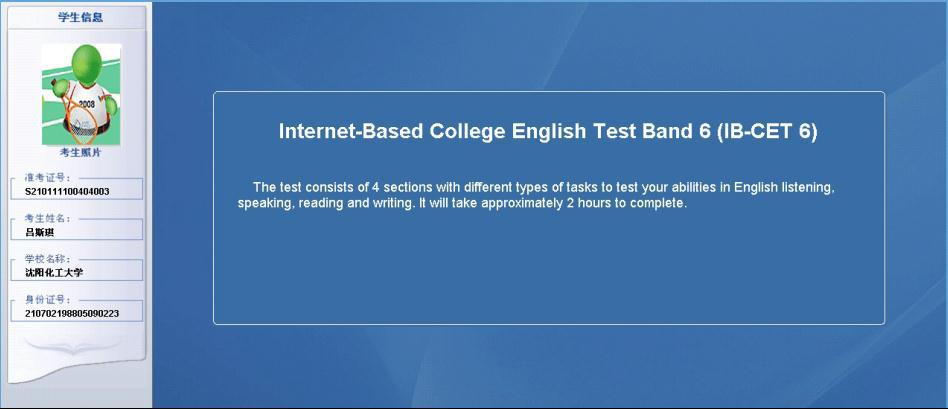 学生信息
2008
考生照片
准考证号:
S210111100404003
考生姓名:
吕斯琪
学校名称:
沈阳化工大学
身份证号:
210702198805090223
Internet-Based College English Test Band 6 (IB-CET 6)
The test consists of 4 sections with different types of tasks to test your abilities in English listening,
speaking, reading and writing. It will take approximately 2 hours to complete.